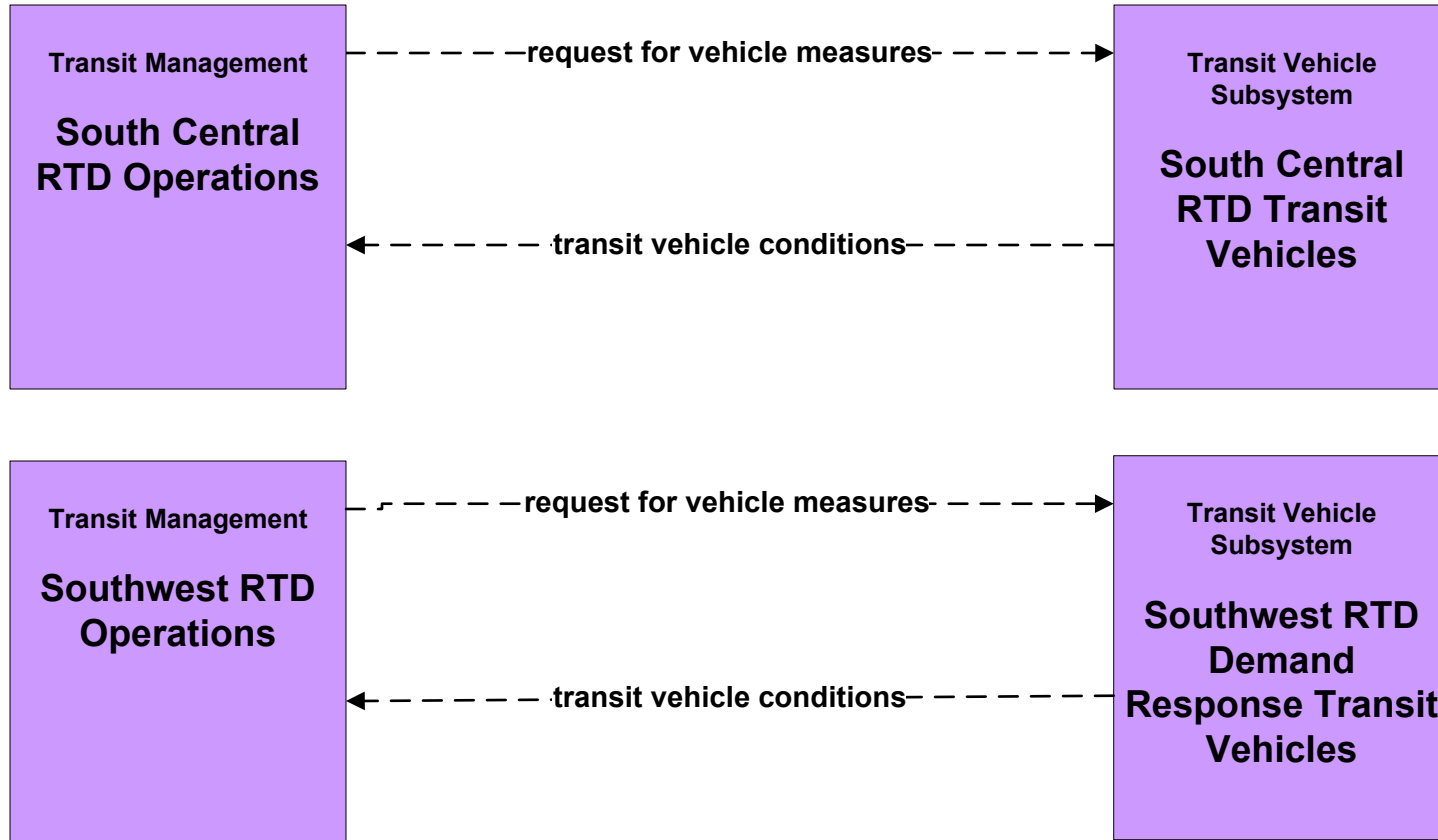 Transit Management
South Central
RTD Operations
request for vehicle measures
transit vehicle conditions
Transit Vehicle
Subsystem
South Central
RTD Transit
Vehicles
Transit Management
Southwest RTD
Operations
request for vehicle measures
transit vehicle conditions
Transit Vehicle
Subsystem
Southwest RTD
Demand
Response Transit
Vehicles